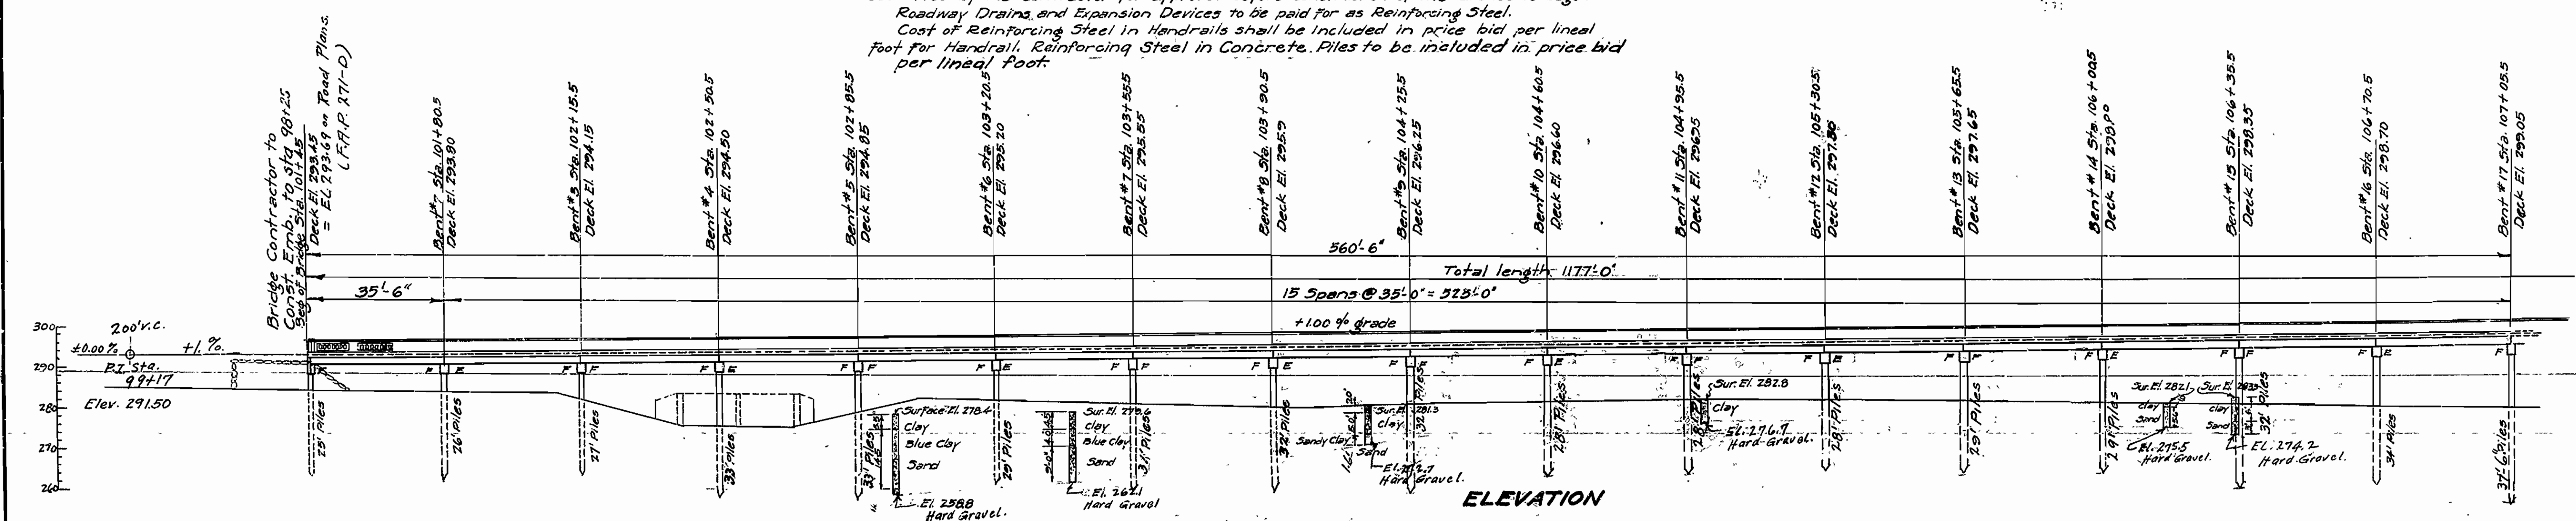 Roadway Drains and Expansion Devices to be paid for as Reinforcing Steel.
Cost of Reinforcing Steel in Handrails shall be Included in price bid per lineal
foot for Handrail. Reinforcing Steel in Concrete Piles to be included in price bid
per lineal foot.
Bridge Contractor to
Const. Emb. to sta 98+25
Beg of Bridge Sta. 101+45
Deck El. 293.45
= El. 293.69 on Road Plans.
(F.A.P. 271-D)
Sta. 101+80.5
Deck El. 293.80
Bent #3 Sta. 102+15.5
Deck El. 294.15
Bent #4 Sta. 102+50.5
Deck El. 294.50
Bent #5 Sta. 102+85.5
Deck El. 294.85
Bent #6 Sta. 103+20.5
Deck El. 295.20
Bent #7 Sta. 103+55.5
Deck El. 295.55
Bent #8 Sta. 103+90.5
Deck El. 295.9
Bent #9 Sta. 104+25.5
Deck El. 296.25
Bent #10 Sta. 104+60.5
Deck El. 296.60
Bent #11 Sta. 104+95.5
Deck El. 296.95
Bent #12 Sta. 105+30.5
Deck El.
Bent #13 Sta. 105+65.5
Deck El. 297.65
Bent #14 Sta. 106+00.5
Deck El. 298.00
Bent #15 Sta. 106+35.5
Deck El. 298.35
Bent #16 Sta. 106+70.5
Deck El. 298.70
Bent #17 Sta. 107+05.5
Deck El. 299.05
560'-6"
Total length 1177'-0"
35'-6"
15 Spans @ 35'-0" = 525'-0"
+1.00 % grade
300
290
280
270
260
200' V.C.
±0.00%
+1.%
P.I. Sta.
99+17
Elev. 291.50
F E F F F E F F F E F F F E F F F E F F F E F F F E F F F E F
25' Piles
26' Piles
27' Piles
33' Piles
33' Piles
29' Piles
31' Piles
32' Piles
32' Piles
28' Piles
28' Piles
28' Piles
29' Piles
29' Piles
32' Piles
34' Piles
37'-6" Piles
Surface El. 278.4
Clay
Blue Clay
Sand
El. 258.8
Hard Gravel.
Sur. El.
Clay
Blue Clay
Sand
El. 262.1
Hard Gravel
Sur. El. 281.3
Clay
Sandy Clay
Sand
Hard Gravel.
Sur. El. 282.8
Clay
El. 276.7
Hard Gravel.
Sur. El. 282.1
Clay
Sand
El. 275.5
Hard Gravel.
Sur. El.
Clay
Sand
El. 274.2
Hard Gravel.
ELEVATION